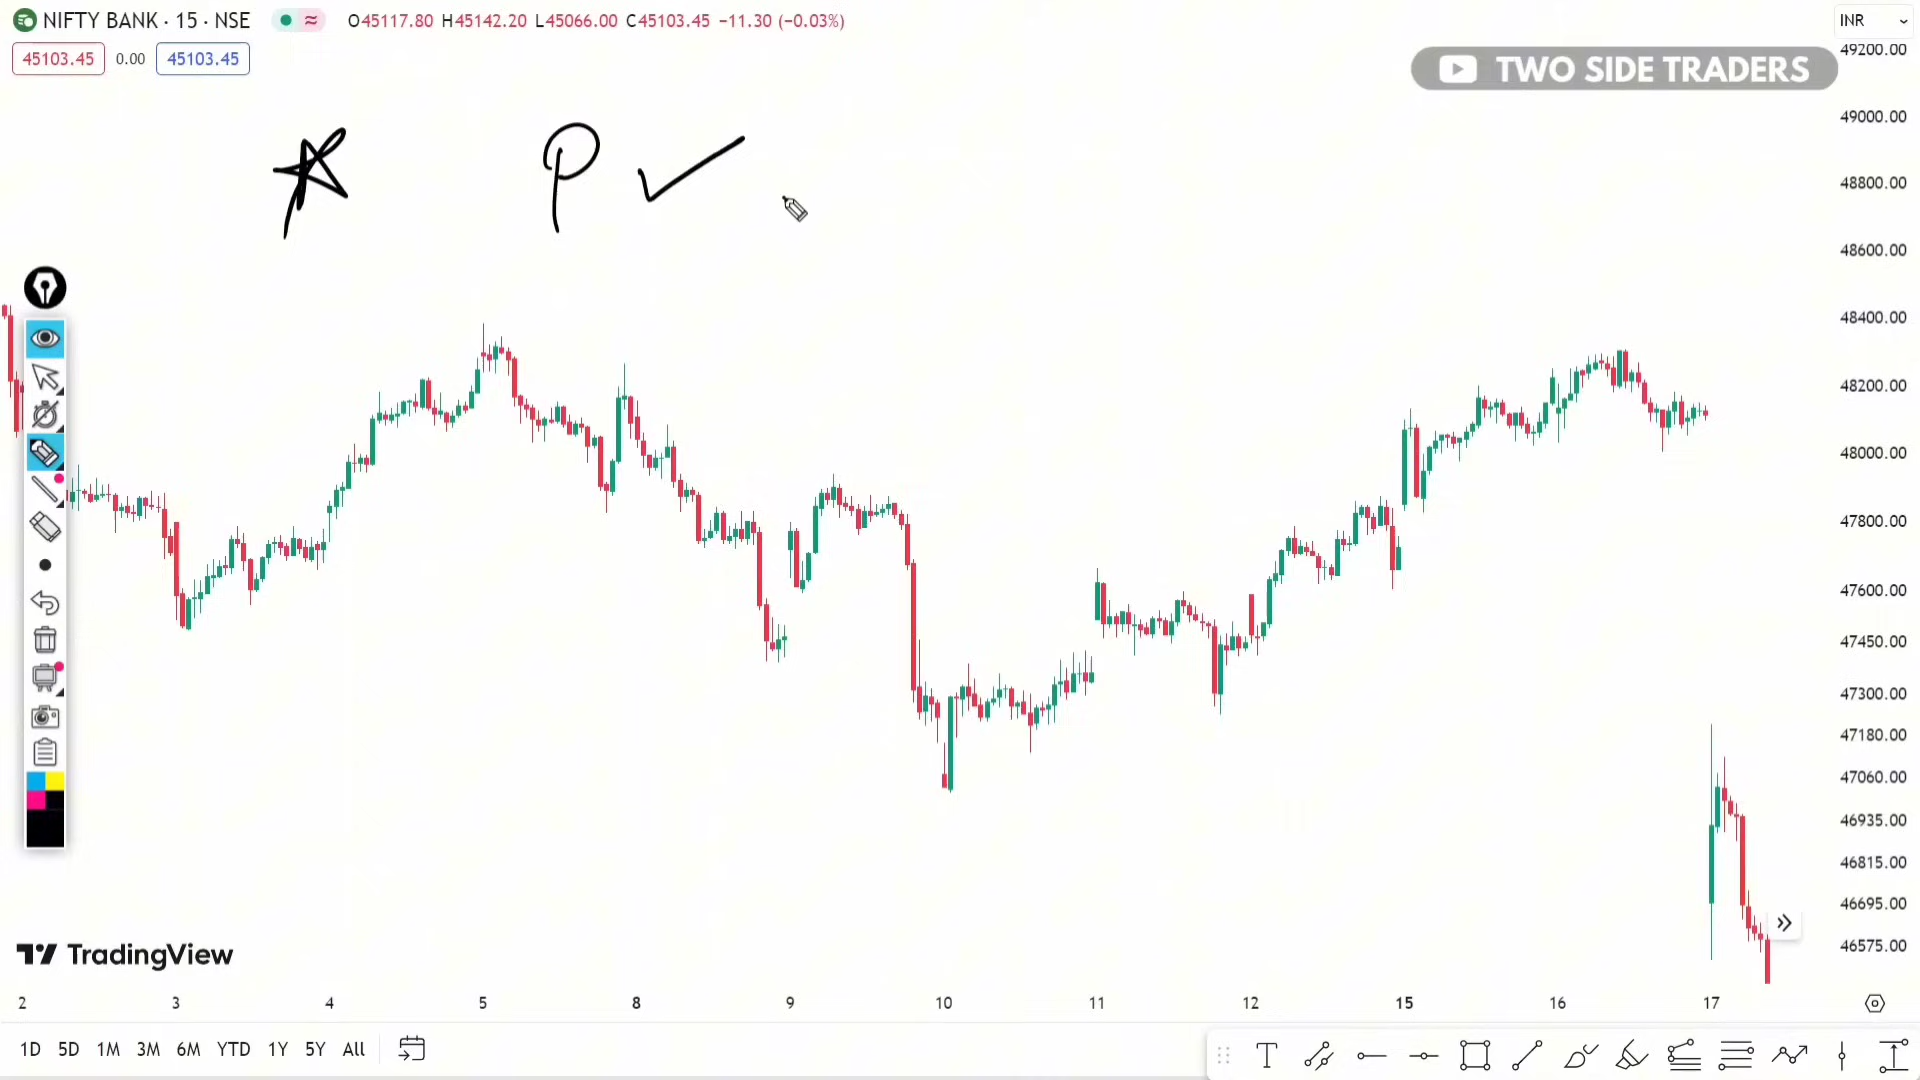 NIFTY BANK · 15 · NSE O45117.80 H45142.20 L45066.00 C45103.45 −11.30 (−0.03%) INR
45103.45 0.00 45103.45
TWO SIDE TRADERS
P
49200.00
49000.00
48800.00
48600.00
48400.00
48200.00
48000.00
47800.00
47600.00
47450.00
47300.00
47180.00
47060.00
46935.00
46815.00
46695.00
46575.00
TradingView
2 3 4 5 8 9 10 11 12 15 16 17
1D 5D 1M 3M 6M YTD 1Y 5Y All